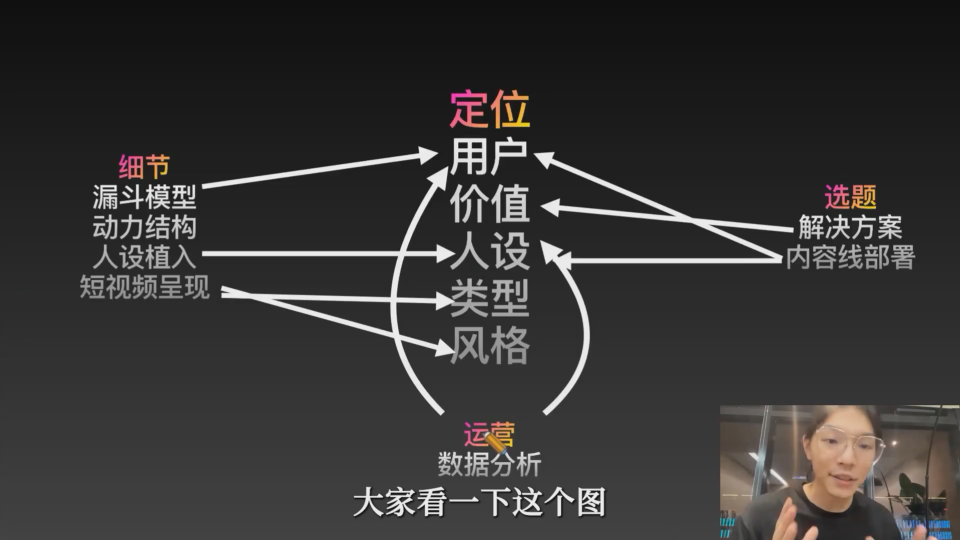 定位
用户
价值
人设
类型
风格
细节
漏斗模型
动力结构
人设植入
短视频呈现
选题
解决方案
内容线部署
运营
数据分析
大家看一下这个图